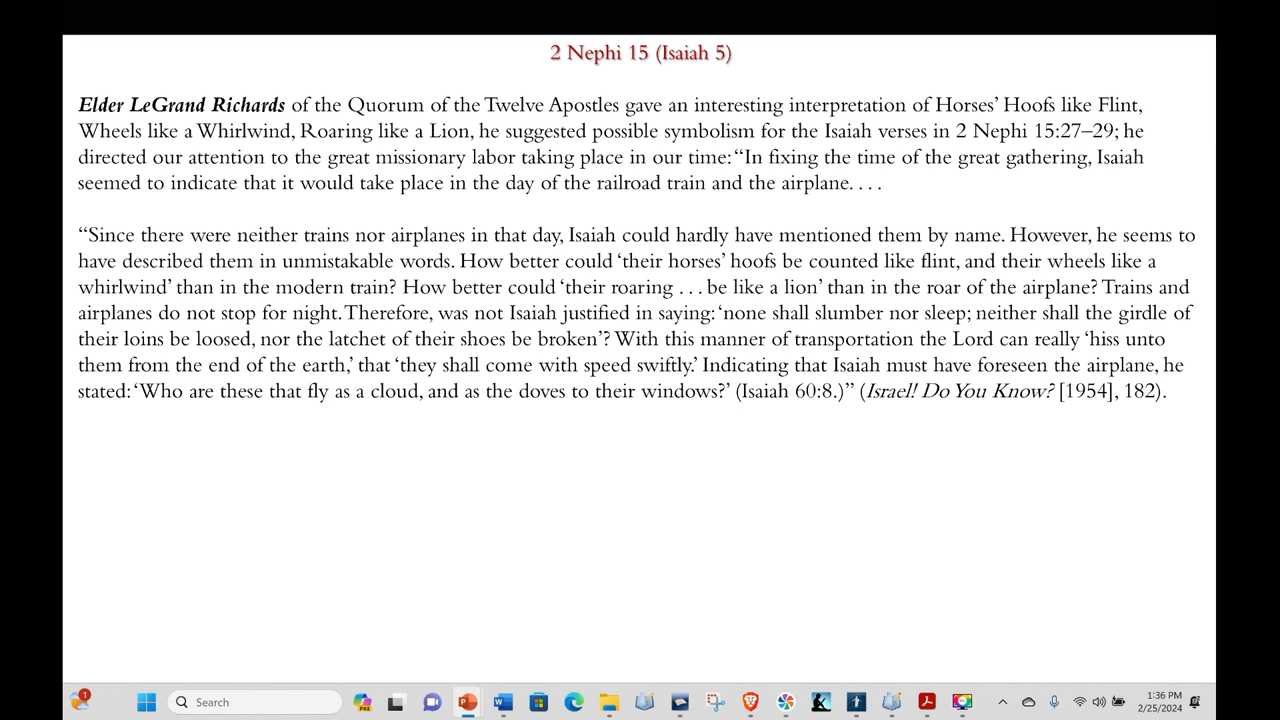 2 Nephi 15 (Isaiah 5)
Elder LeGrand Richards of the Quorum of the Twelve Apostles gave an interesting interpretation of Horses’ Hoofs like Flint,
Wheels like a Whirlwind, Roaring like a Lion, he suggested possible symbolism for the Isaiah verses in 2 Nephi 15:27–29; he
directed our attention to the great missionary labor taking place in our time: “In fixing the time of the great gathering, Isaiah
seemed to indicate that it would take place in the day of the railroad train and the airplane. . . .
“Since there were neither trains nor airplanes in that day, Isaiah could hardly have mentioned them by name. However, he seems to
have described them in unmistakable words. How better could ‘their horses’ hoofs be counted like flint, and their wheels like a
whirlwind’ than in the modern train? How better could ‘their roaring . . . be like a lion’ than in the roar of the airplane? Trains and
airplanes do not stop for night. Therefore, was not Isaiah justified in saying: ‘none shall slumber nor sleep; neither shall the girdle of
their loins be loosed, nor the latchet of their shoes be broken’? With this manner of transportation the Lord can really ‘hiss unto
them from the end of the earth,’ that ‘they shall come with speed swiftly.’ Indicating that Isaiah must have foreseen the airplane, he
stated: ‘Who are these that fly as a cloud, and as the doves to their windows?’ (Isaiah 60:8.)” (Israel! Do You Know? [1954], 182).
1
Search
PRE
1:36 PM
2/25/2024